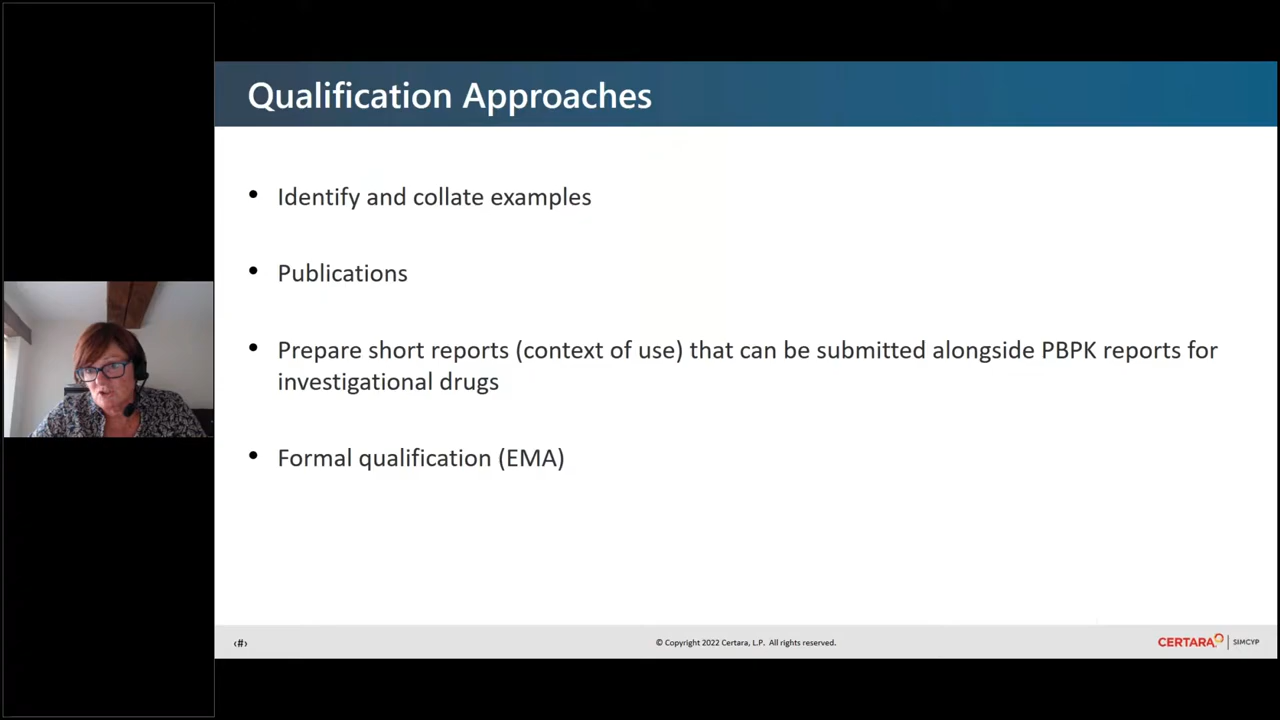 Qualification Approaches
• Identify and collate examples
• Publications
• Prepare short reports (context of use) that can be submitted alongside PBPK reports for
investigational drugs
• Formal qualification (EMA)
‹#›
© Copyright 2022 Certara, L.P. All rights reserved.
CERTARA | SIMCYP